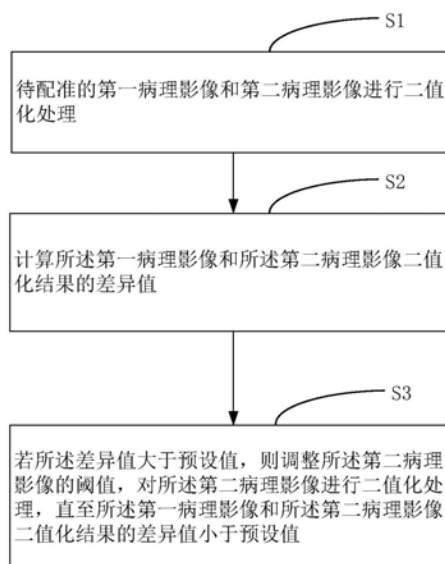 S1
待配准的第一病理影像和第二病理影像进行二值
化处理
S2
计算所述第一病理影像和所述第二病理影像二值
化结果的差异值
S3
若所述差异值大于预设值，则调整所述第二病理
影像的阈值，对所述第二病理影像进行二值化处
理，直至所述第一病理影像和所述第二病理影像
二值化结果的差异值小于预设值